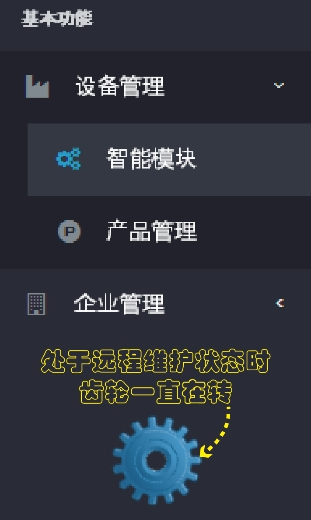 基本功能
设备管理
智能模块
P
产品管理
企业管理
处于远程维护状态时
齿轮一直在转